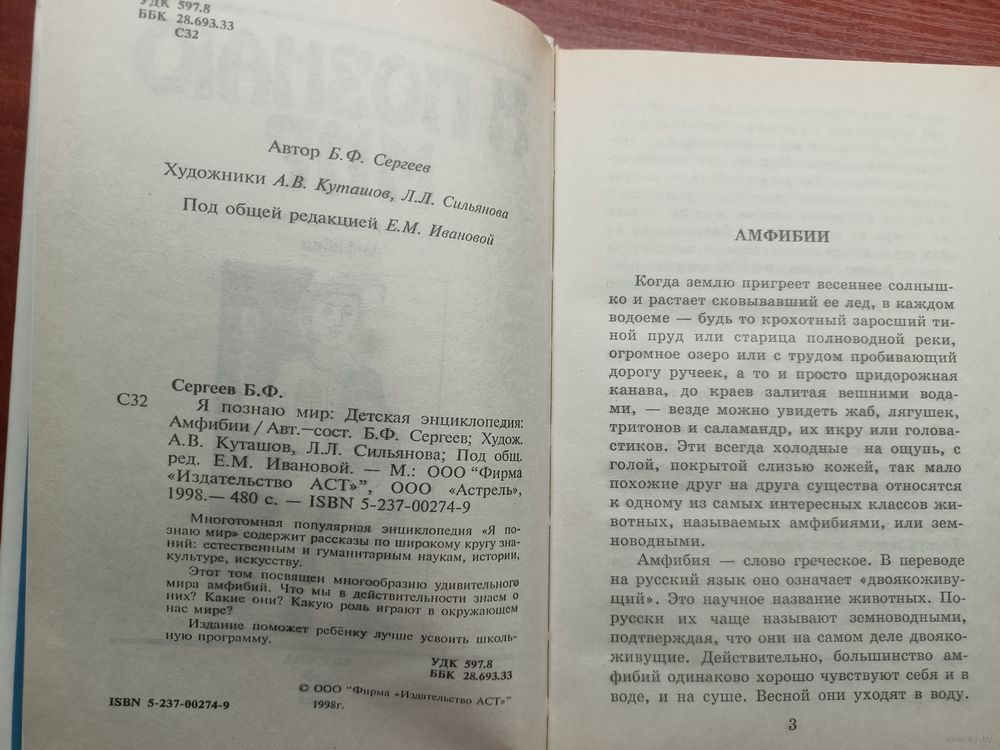 УДК 597.8
ББК 28.693.33
С32
Автор Б.Ф. Сергеев
Художники А.В. Куташов, Л.Л. Сильянова
Под общей редакцией Е.М. Ивановой
Сергеев Б.Ф.
С32
Я познаю мир: Детская энциклопедия:
Амфибии / Авт.—сост. Б.Ф. Сергеев; Худож.
А.В. Куташов, Л.Л. Сильянова; Под общ.
ред. Е.М. Ивановой. — М.: ООО “Фирма
«Издательство АСТ»”, ООО «Астрель»,
1998.— 480 с. — ISBN 5-237-00274-9
Многотомная популярная энциклопедия «Я по-
знаю мир» содержит рассказы по широкому кругу зна-
ний: естественным и гуманитарным наукам, истории,
культуре, искусству.
Этот том посвящен многообразию удивительного
мира амфибий. Что мы в действительности знаем о
них? Какие они? Какую роль играют в окружающем
нас мире?
Издание поможет ребёнку лучше усвоить школь-
ную программу.
УДК 597.8
ББК 28.693.33
© ООО “Фирма «Издательство АСТ»”
1998г.
ISBN 5-237-00274-9
АМФИБИИ
Когда землю пригреет весеннее солныш-
ко и растает сковывавший ее лед, в каждом
водоеме — будь то крохотный заросший ти-
ной пруд или старица полноводной реки,
огромное озеро или с трудом пробивающий
дорогу ручеек, а то и просто придорожная
канава, до краев залитая вешними вода-
ми, — везде можно увидеть жаб, лягушек,
тритонов и саламандр, их икру или голова-
стиков. Эти всегда холодные на ощупь, с
голой, покрытой слизью кожей, так мало
похожие друг на друга существа относятся
к одному из самых интересных классов жи-
вотных, называемых амфибиями, или зем-
новодными.
Амфибия — слово греческое. В переводе
на русский язык оно означает «двоякоживу-
щий». Это научное название животных. По-
русски их чаще называют земноводными,
подтверждая, что они на самом деле двояко-
живущие. Действительно, большинство ам-
фибий одинаково хорошо чувствуют себя и в
воде, и на суше. Весной они уходят в воду.
3
www.ay.by